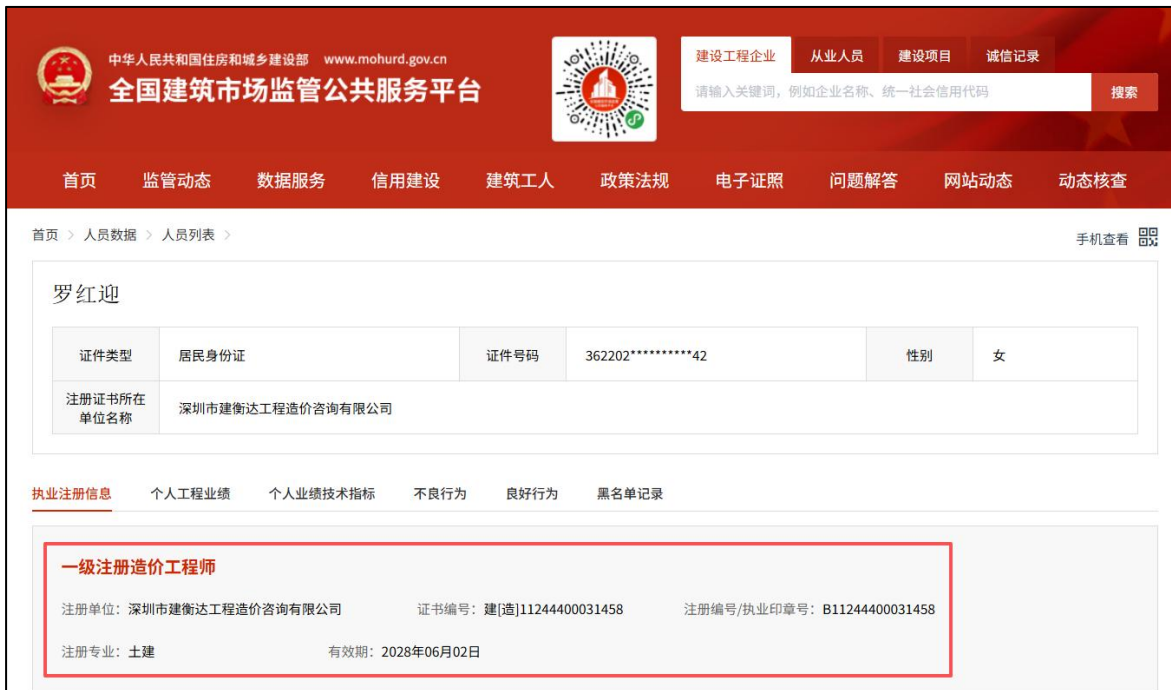 中华人民共和国住房和城乡建设部 www.mohurd.gov.cn
全国建筑市场监管公共服务平台
建设工程企业 从业人员 建设项目 诚信记录
请输入关键词，例如企业名称、统一社会信用代码 搜索
首页 监管动态 数据服务 信用建设 建筑工人 政策法规 电子证照 问题解答 网站动态 动态核查
首页 > 人员数据 > 人员列表 >
手机查看
罗红迎
证件类型 居民身份证 证件号码 362202**********42 性别 女
注册证书所在
单位名称
深圳市建衡达工程造价咨询有限公司
执业注册信息 个人工程业绩 个人业绩技术指标 不良行为 良好行为 黑名单记录
一级注册造价工程师
注册单位：深圳市建衡达工程造价咨询有限公司 证书编号：建[造]11244400031458 注册编号/执业印章号：B11244400031458
注册专业：土建 有效期：2028年06月02日